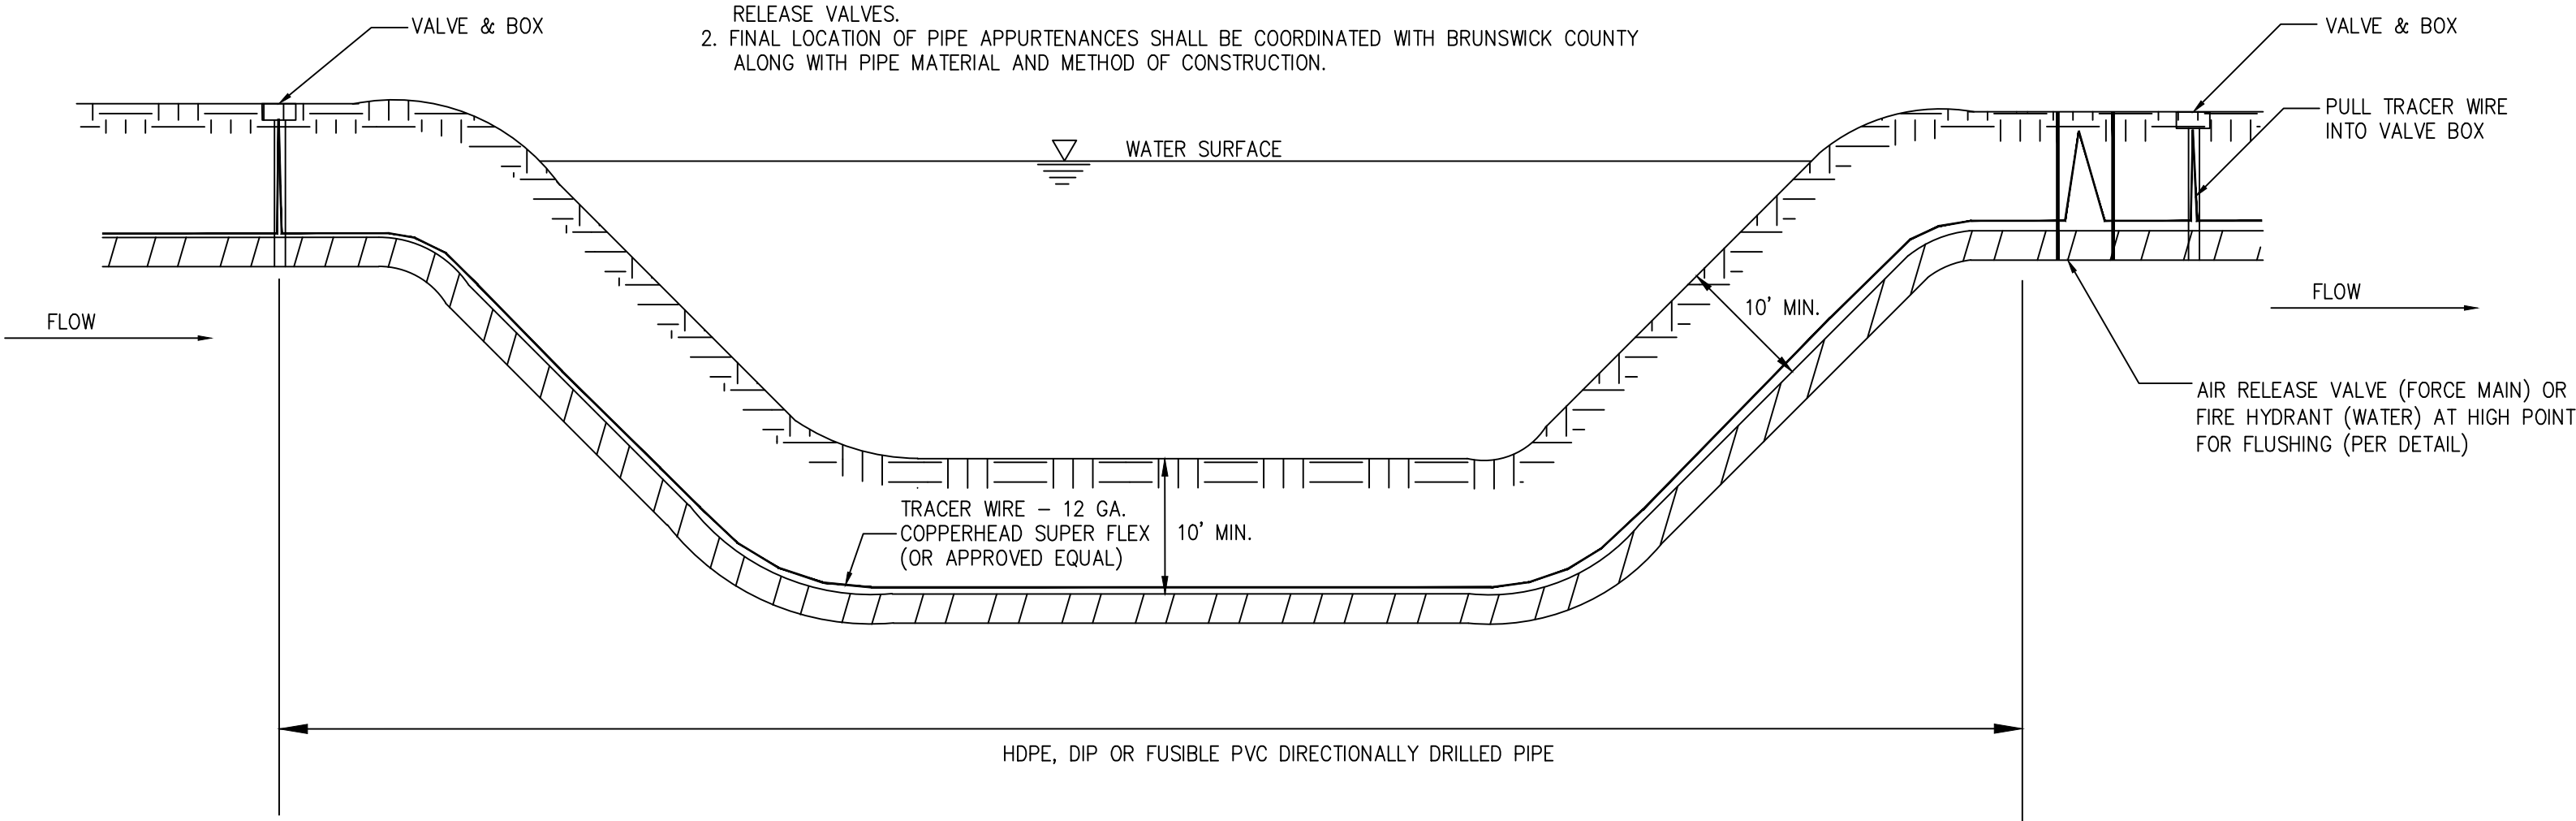 RELEASE VALVES.
2. FINAL LOCATION OF PIPE APPURTENANCES SHALL BE COORDINATED WITH BRUNSWICK COUNTY
ALONG WITH PIPE MATERIAL AND METHOD OF CONSTRUCTION.
VALVE & BOX
VALVE & BOX
PULL TRACER WIRE
INTO VALVE BOX
WATER SURFACE
FLOW
FLOW
10' MIN.
AIR RELEASE VALVE (FORCE MAIN) OR
FIRE HYDRANT (WATER) AT HIGH POINT
FOR FLUSHING (PER DETAIL)
TRACER WIRE – 12 GA.
COPPERHEAD SUPER FLEX
(OR APPROVED EQUAL)
10' MIN.
HDPE, DIP OR FUSIBLE PVC DIRECTIONALLY DRILLED PIPE